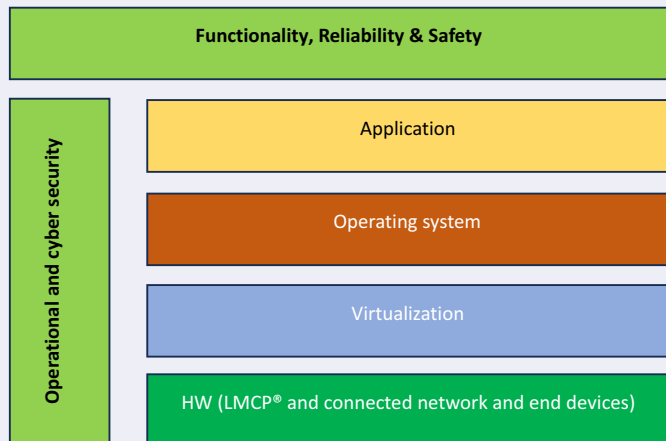 Functionality, Reliability & Safety
Operational and cyber security
Application
Operating system
Virtualization
HW (LMCP® and connected network and end devices)